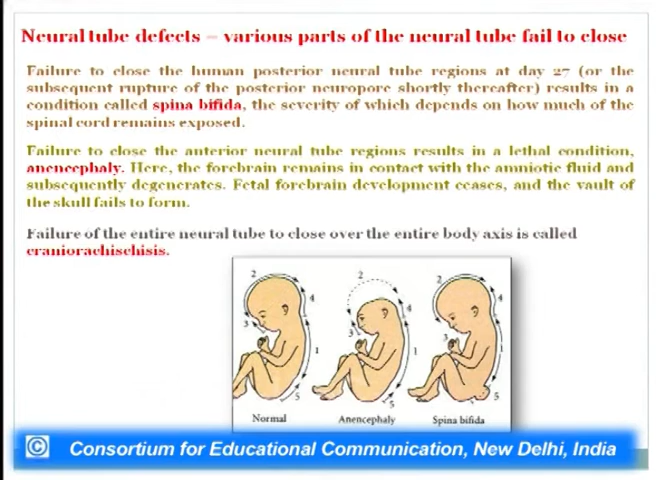 Neural tube defects – various parts of the neural tube fail to close
Failure to close the human posterior neural tube regions at day 27 (or the
subsequent rupture of the posterior neuropore shortly thereafter) results in a
condition called spina bifida, the severity of which depends on how much of the
spinal cord remains exposed.
Failure to close the anterior neural tube regions results in a lethal condition,
anencephaly. Here, the forebrain remains in contact with the amniotic fluid and
subsequently degenerates. Fetal forebrain development ceases, and the vault of
the skull fails to form.
Failure of the entire neural tube to close over the entire body axis is called
craniorachischisis.
2 2 2
4 4 4
3 3 3
1 1 1
5 5 5
Normal Anencephaly Spina bifida
© Consortium for Educational Communication, New Delhi, India